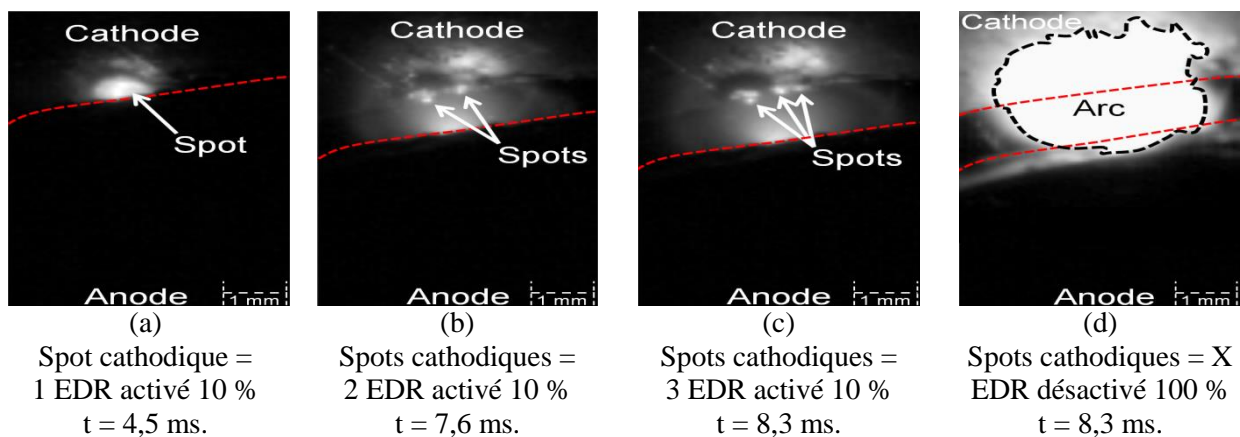 Cathode
Spot
Anode
1 mm
(a)
Spot cathodique =
1 EDR activé 10 %
t = 4,5 ms.
Cathode
Spots
Anode
1 mm
(b)
Spots cathodiques =
2 EDR activé 10 %
t = 7,6 ms.
Cathode
Spots
Anode
1 mm
(c)
Spots cathodiques =
3 EDR activé 10 %
t = 8,3 ms.
Cathode
Arc
Anode
1 mm
(d)
Spots cathodiques = X
EDR désactivé 100 %
t = 8,3 ms.